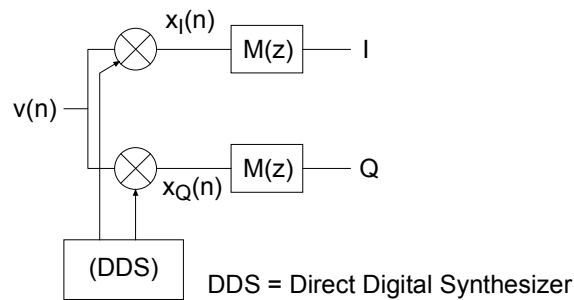 x_I(n)
M(z)
I
v(n)
M(z)
Q
x_Q(n)
(DDS)
DDS = Direct Digital Synthesizer